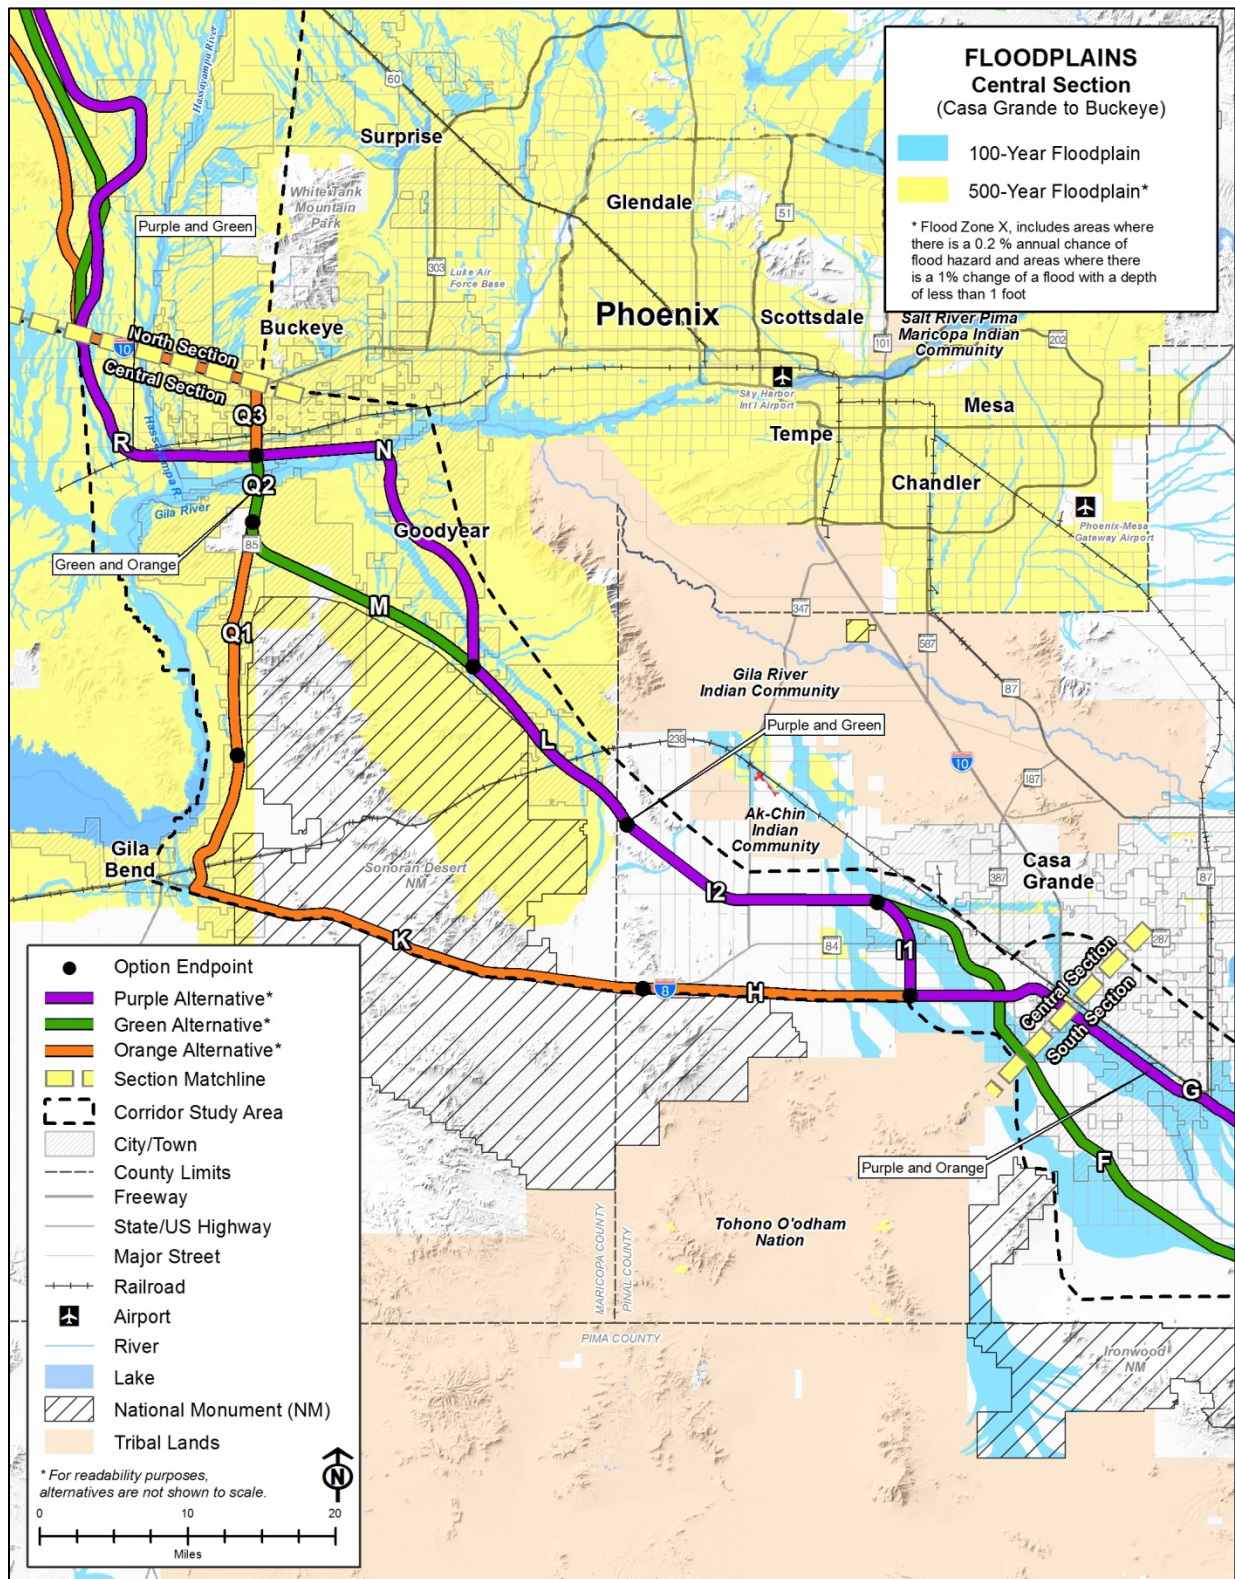 FLOODPLAINS
Central Section
(Casa Grande to Buckeye)
100-Year Floodplain
500-Year Floodplain*
* Flood Zone X, includes areas where
there is a 0.2 % annual chance of
flood hazard and areas where there
is a 1% change of a flood with a depth
of less than 1 foot
Hassayampa River
60
Surprise
White Tank
Mountain
Park
Glendale
51
Purple and Green
303
Luke Air
Force Base
Buckeye
Phoenix
Scottsdale
Salt River Pima
Maricopa Indian
Community
101
202
North Section
10
Central Section
Sky Harbor
Int'l Airport
Mesa
Q3
Tempe
R
N
Hassayampa R.
Q2
Chandler
Gila River
Goodyear
Phoenix-Mesa
Gateway Airport
85
Green and Orange
M
347
Q1
587
Gila River
Indian Community
87
Purple and Green
L
238
10
187
Ak-Chin
Indian
Community
Gila
Bend
Sonoran Desert
NM
Casa
Grande
387
87
I2
K
84
I1
287
8
H
Central Section
South Section
G
Purple and Orange
F
Tohono O'odham
Nation
MARICOPA COUNTY
PINAL COUNTY
PIMA COUNTY
Ironwood
NM
Option Endpoint
Purple Alternative*
Green Alternative*
Orange Alternative*
Section Matchline
Corridor Study Area
City/Town
County Limits
Freeway
State/US Highway
Major Street
Railroad
Airport
River
Lake
National Monument (NM)
Tribal Lands
* For readability purposes,
alternatives are not shown to scale.
N
0 10 20
Miles